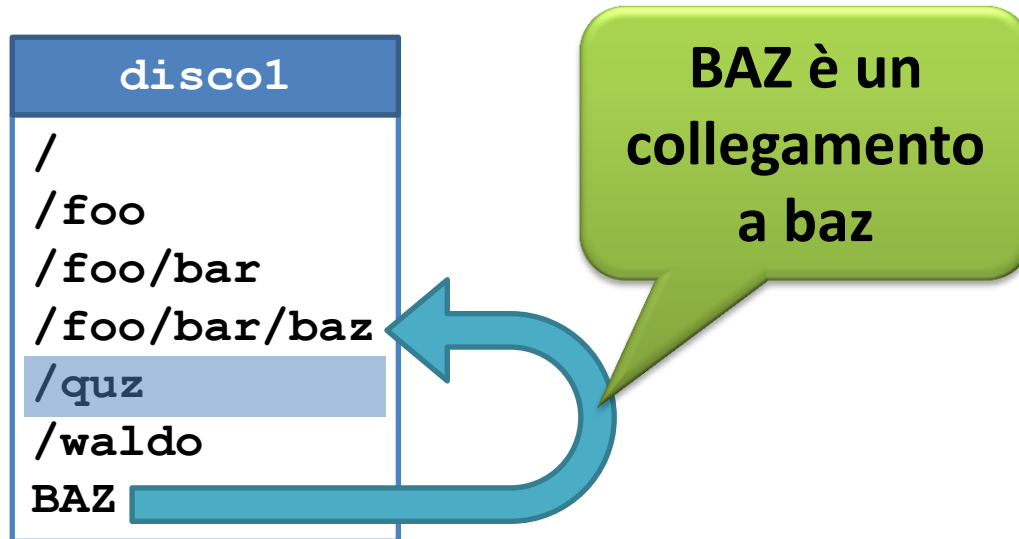 disco1
/
/foo
/foo/bar
/foo/bar/baz
/quz
/waldo
BAZ
BAZ è un
collegamento
a baz